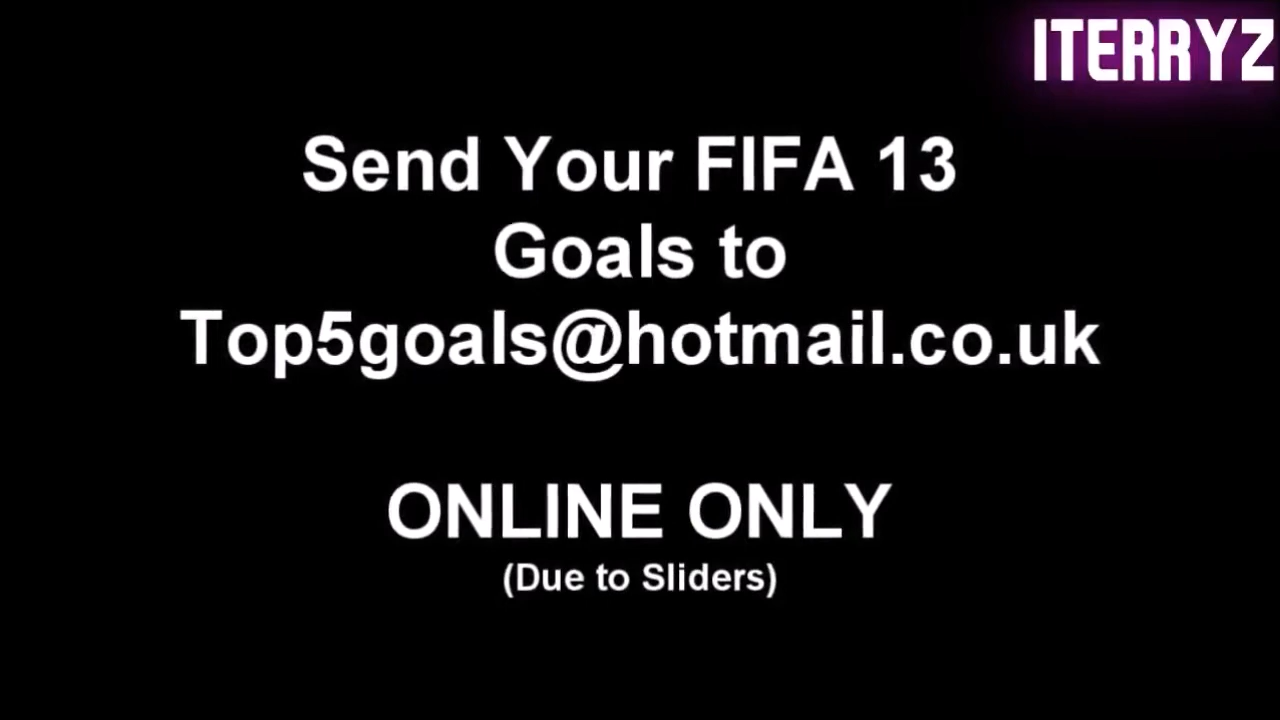 ITERRYZ
Send Your FIFA 13
Goals to
Top5goals@hotmail.co.uk
ONLINE ONLY
(Due to Sliders)